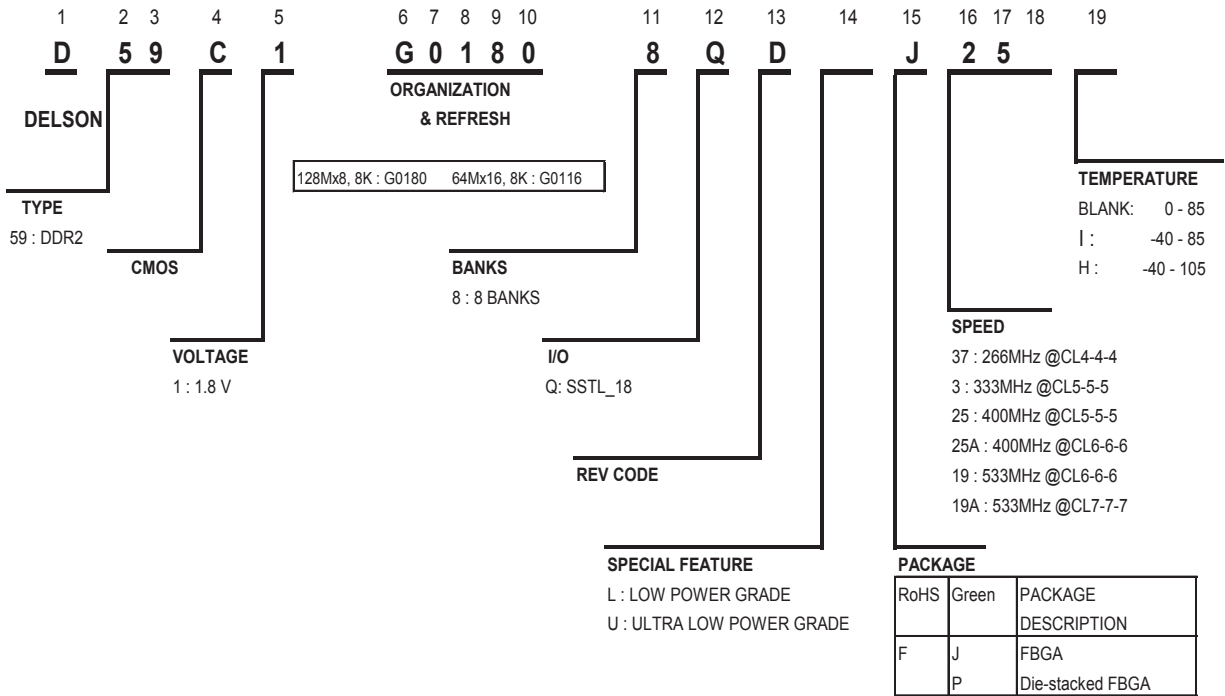 1 2 3 4 5 6 7 8 9 10 11 12 13 14 15 16 17 18 19
D 5 9 C 1 G 0 1 8 0 8 Q D J 2 5
ORGANIZATION
& REFRESH
DELSON
128Mx8, 8K : G0180 64Mx16, 8K : G0116
TYPE
59 : DDR2
CMOS
VOLTAGE
1 : 1.8 V
BANKS
8 : 8 BANKS
I/O
Q: SSTL_18
REV CODE
SPECIAL FEATURE
L : LOW POWER GRADE
U : ULTRA LOW POWER GRADE
TEMPERATURE
BLANK: 0 - 85
I : -40 - 85
H : -40 - 105
SPEED
37 : 266MHz @CL4-4-4
3 : 333MHz @CL5-5-5
25 : 400MHz @CL5-5-5
25A : 400MHz @CL6-6-6
19 : 533MHz @CL6-6-6
19A : 533MHz @CL7-7-7
PACKAGE
RoHS Green PACKAGE
DESCRIPTION
F J FBGA
P Die-stacked FBGA